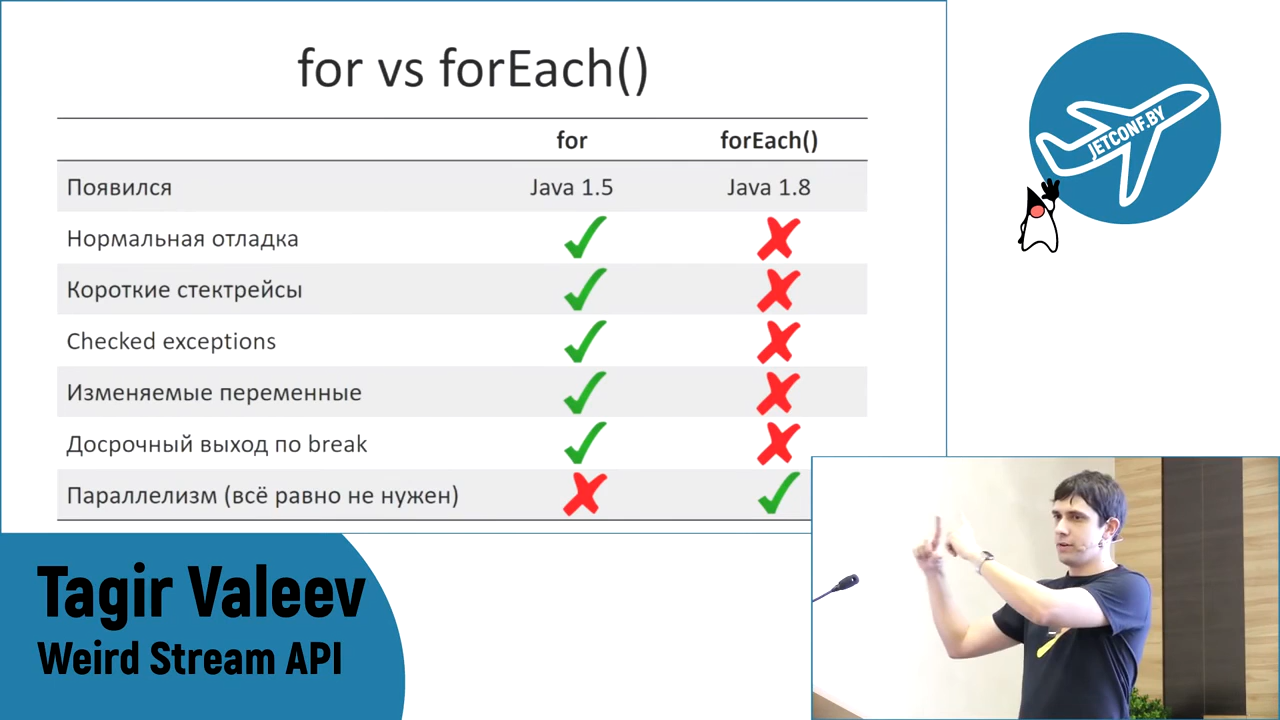 for vs forEach()
for forEach()
Появился Java 1.5 Java 1.8
Нормальная отладка
Короткие стектрейсы
Checked exceptions
Изменяемые переменные
Досрочный выход по break
Параллелизм (всё равно не нужен)
JETCONF.BY
Tagir Valeev
Weird Stream API